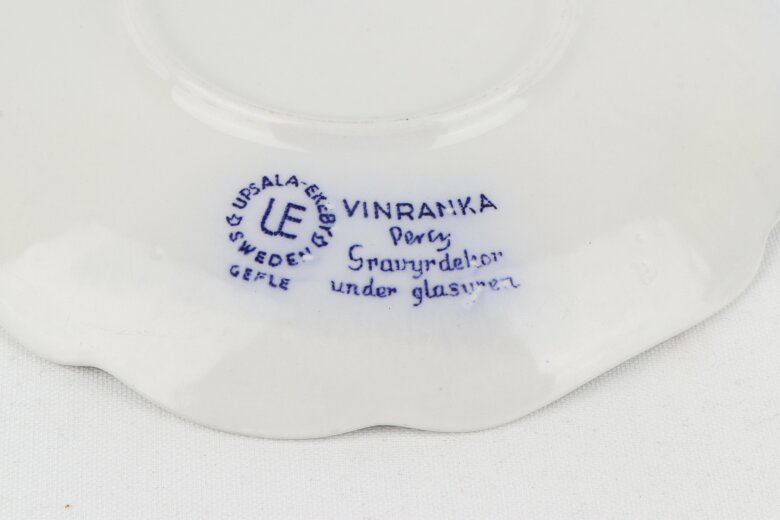 UPSALA-EKEBY
UE
SWEDEN
GEFLE
VINRANKA
Percy
Gravyrdekor
under glasyren